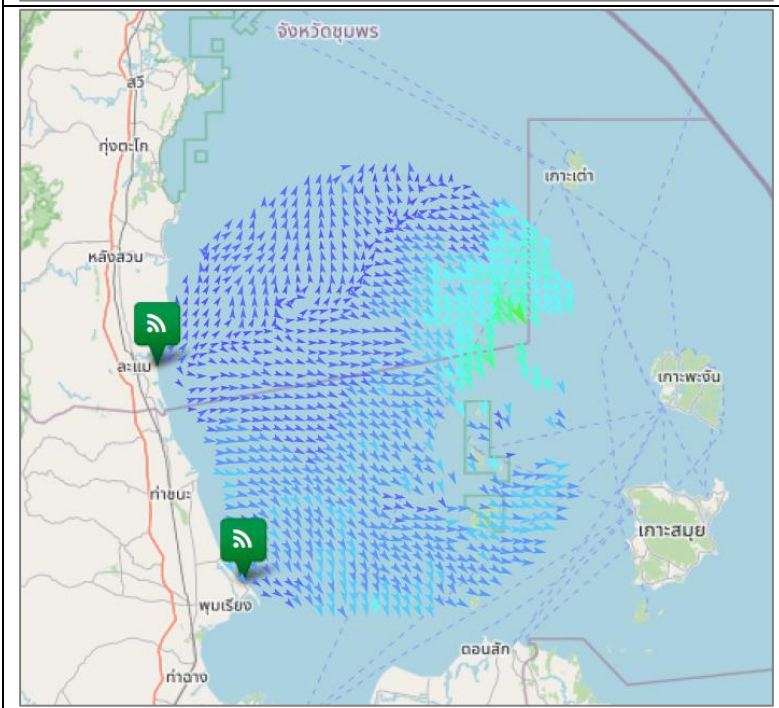 จังหวัดชุมพร
สวี
ทุ่งตะโก
เกาะเต่า
หลังสวน
ละแม
เกาะพะงัน
ท่าชนะ
เกาะสมุย
พุมเรียง
ดอนสัก
ท่าฉาง